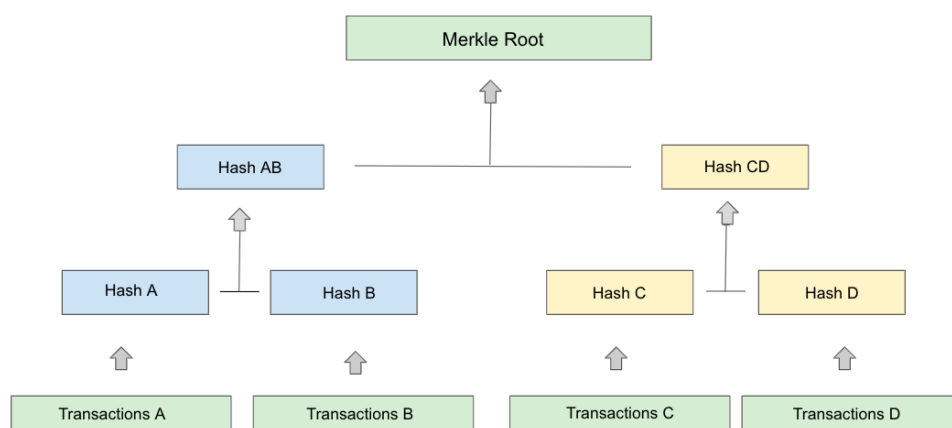 Merkle Root
Hash AB
Hash CD
Hash A
Hash B
Hash C
Hash D
Transactions A
Transactions B
Transactions C
Transactions D